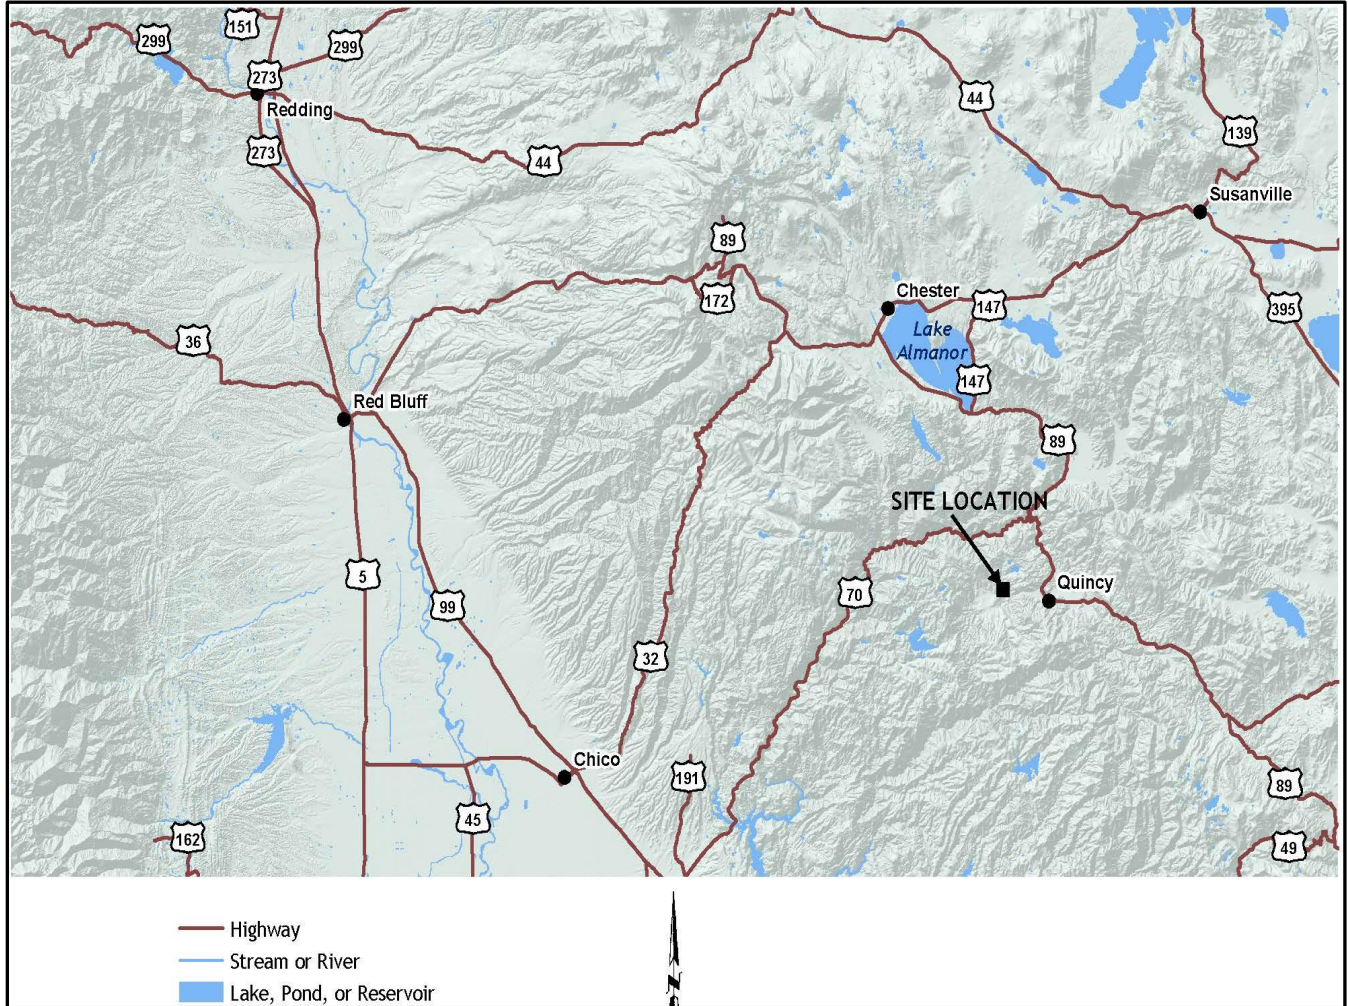 151
299
299
273
Redding
273
44
44
139
Susanville
89
172
Chester
147
395
Lake
Almanor
36
147
Red Bluff
89
SITE LOCATION
5
99
70
Quincy
32
Chico
191
45
89
162
49
Highway
Stream or River
Lake, Pond, or Reservoir
N